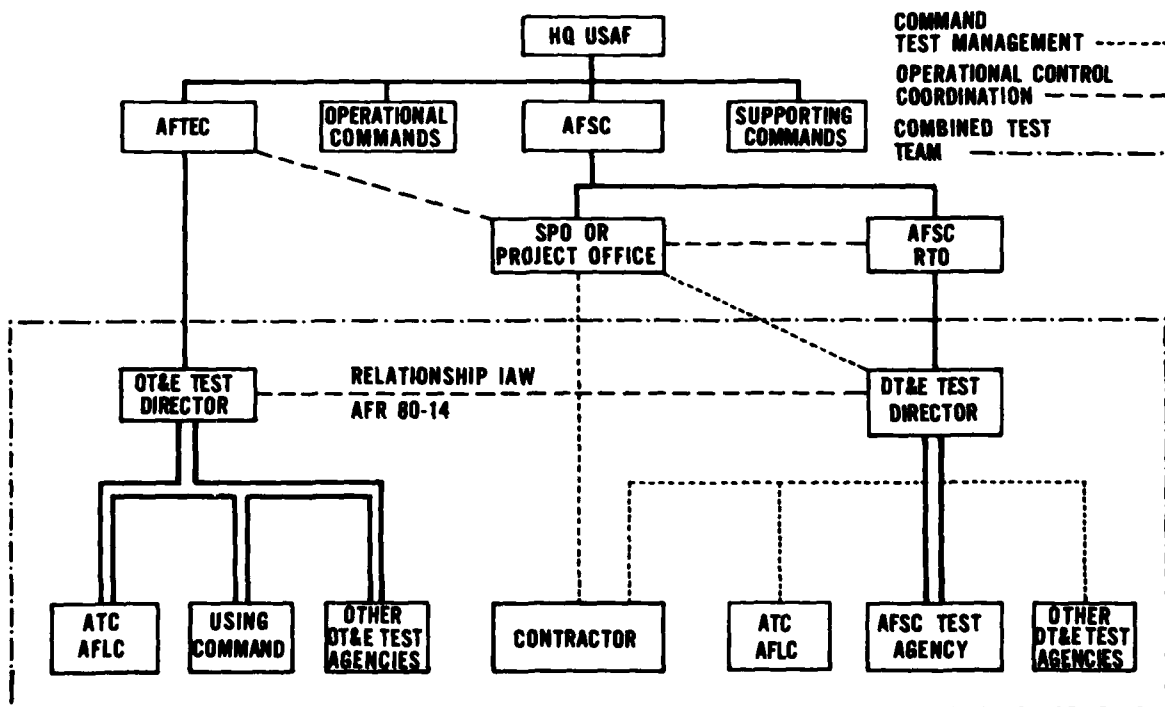 HQ USAF
COMMAND
TEST MANAGEMENT
OPERATIONAL CONTROL
COORDINATION
COMBINED TEST
TEAM
AFTEC
OPERATIONAL
COMMANDS
AFSC
SUPPORTING
COMMANDS
SPO OR
PROJECT OFFICE
AFSC
RTO
OT&E TEST
DIRECTOR
RELATIONSHIP IAW
AFR 80-14
DT&E TEST
DIRECTOR
ATC
AFLC
USING
COMMAND
OTHER
DT&E TEST
AGENCIES
CONTRACTOR
ATC
AFLC
AFSC TEST
AGENCY
OTHER
DT&E TEST
AGENCIES